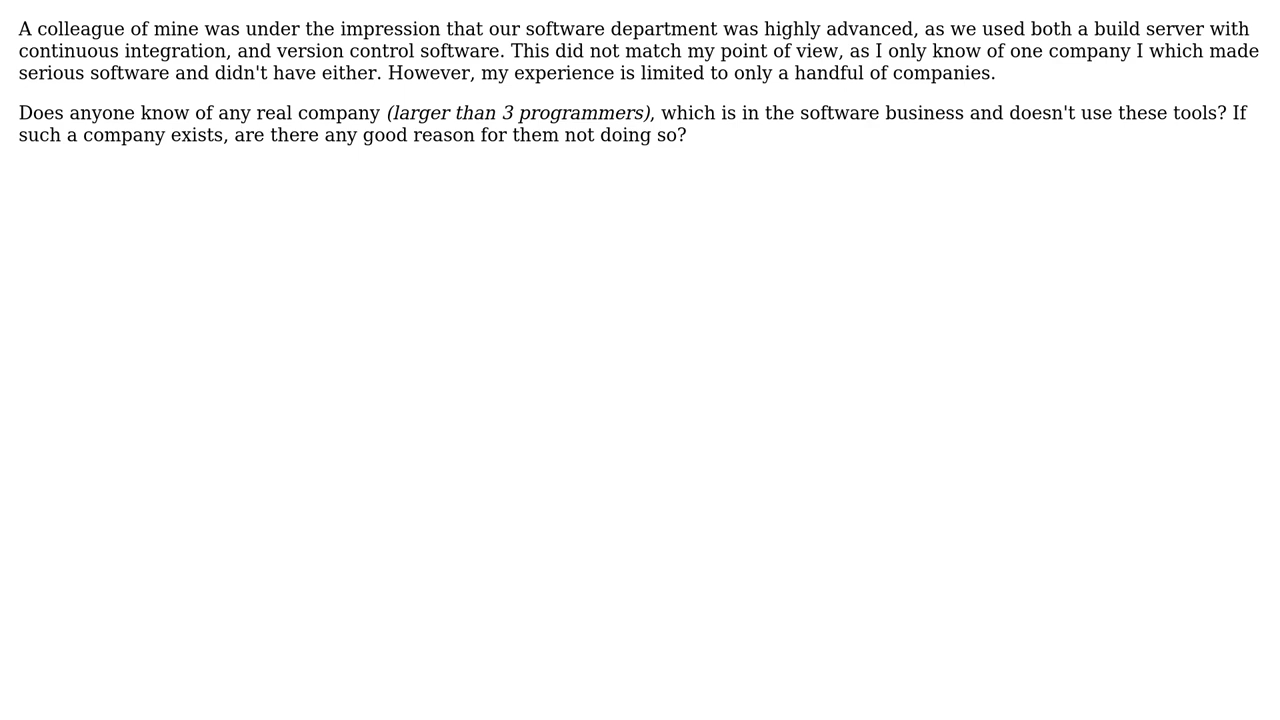 A colleague of mine was under the impression that our software department was highly advanced, as we used both a build server with
continuous integration, and version control software. This did not match my point of view, as I only know of one company I which made
serious software and didn't have either. However, my experience is limited to only a handful of companies.
Does anyone know of any real company (larger than 3 programmers), which is in the software business and doesn't use these tools? If
such a company exists, are there any good reason for them not doing so?